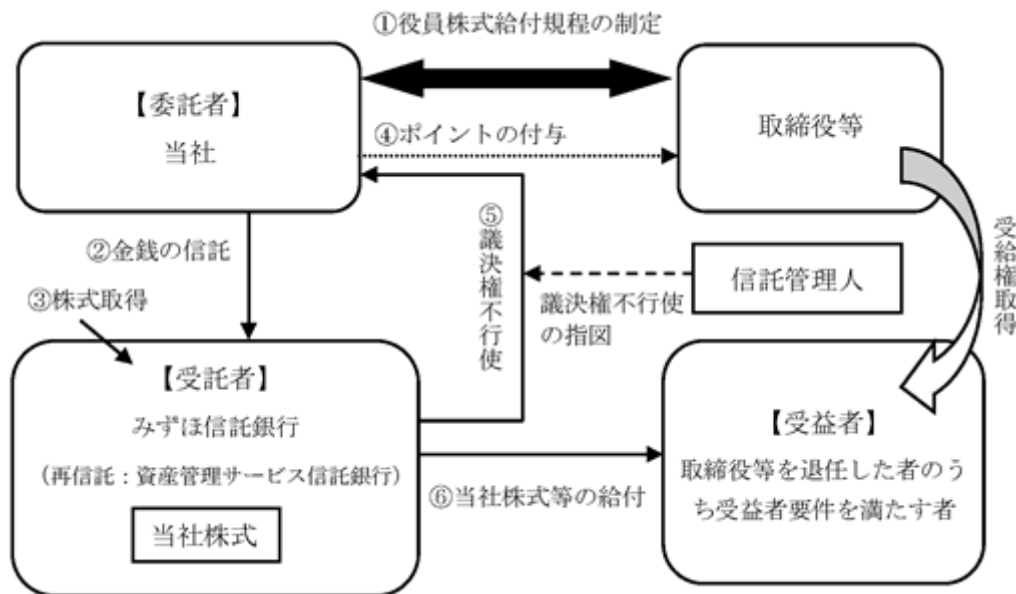 ①役員株式給付規程の制定
【委託者】
当社
取締役等
④ポイントの付与
②金銭の信託
⑤議決権不行使
信託管理人
議決権不行使
の指図
受給権取得
③株式取得
【受託者】
みずほ信託銀行
(再信託：資産管理サービス信託銀行)
当社株式
⑥当社株式等の給付
【受益者】
取締役等を退任した者のう
ち受益者要件を満たす者